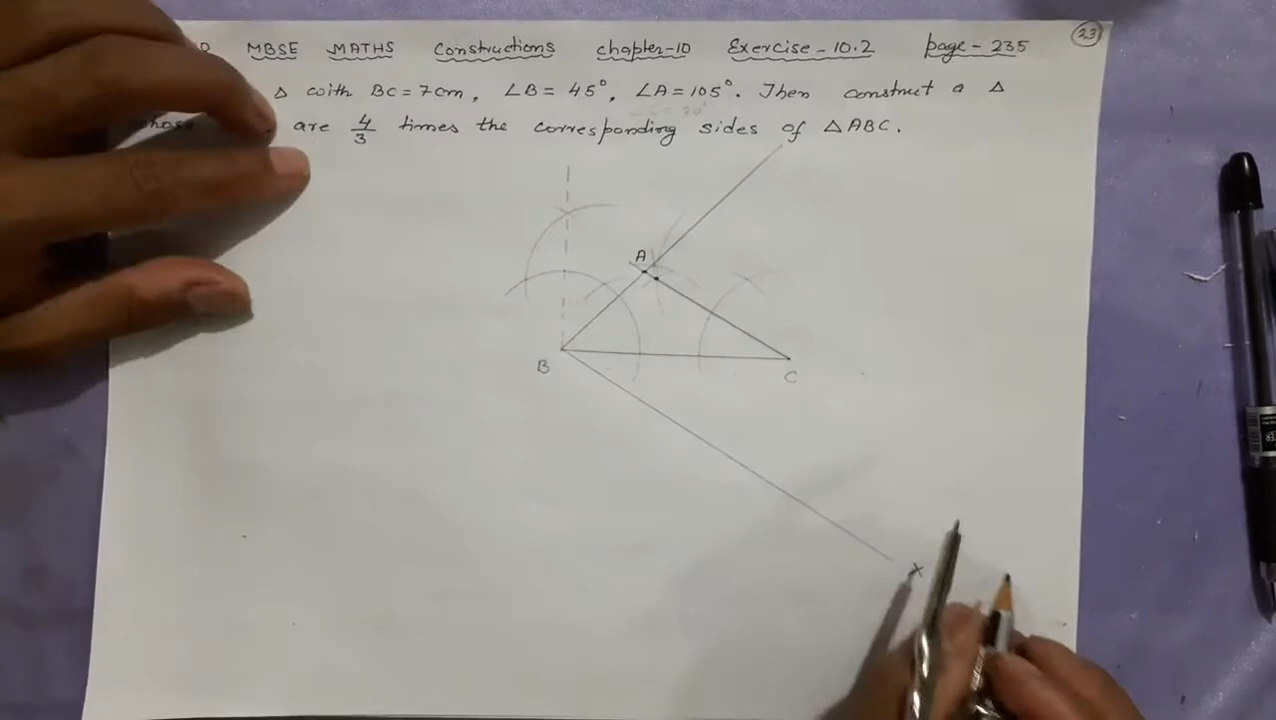 MBSE MATHS Constructions chapter-10 Exercise-10.2 page-235
23
Δ with BC = 7cm, ∠B = 45°, ∠A = 105°. Then construct a Δ
are 4/3 times the corresponding sides of ΔABC.
A
B
C
X